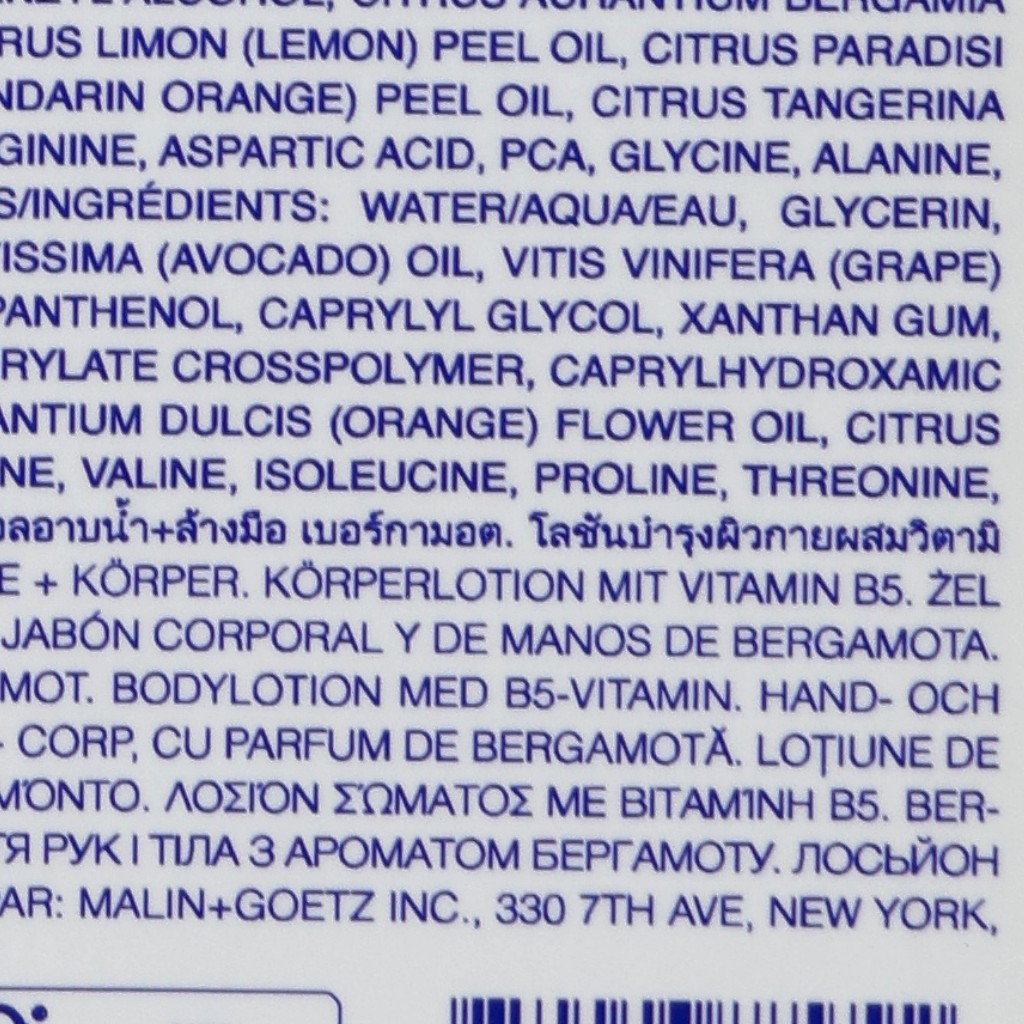 CITRUS AURANTIUM BERGAMIA
RUS LIMON (LEMON) PEEL OIL, CITRUS PARADISI
NDARIN ORANGE) PEEL OIL, CITRUS TANGERINA
GININE, ASPARTIC ACID, PCA, GLYCINE, ALANINE,
S/INGRÉDIENTS: WATER/AQUA/EAU, GLYCERIN,
ISSIMA (AVOCADO) OIL, VITIS VINIFERA (GRAPE)
PANTHENOL, CAPRYLYL GLYCOL, XANTHAN GUM,
RYLATE CROSSPOLYMER, CAPRYLHYDROXAMIC
ANTIUM DULCIS (ORANGE) FLOWER OIL, CITRUS
NE, VALINE, ISOLEUCINE, PROLINE, THREONINE,
ลอาบน้ำ+ล้างมือ เบอร์กามอต. โลชันบำรุงผิวกายผสมวิตามิ
E + KÖRPER. KÖRPERLOTION MIT VITAMIN B5. ŻEL
JABÓN CORPORAL Y DE MANOS DE BERGAMOTA.
MOT. BODYLOTION MED B5-VITAMIN. HAND- OCH
- CORP, CU PARFUM DE BERGAMOTĂ. LOȚIUNE DE
ΜΌΝΤΟ. ΛΟΣΙΌΝ ΣΏΜΑΤΟΣ ΜΕ ΒΙΤΑΜΊΝΗ Β5. BER-
ТЯ РУК І ТІЛА З АРОМАТОМ БЕРГАМОТУ. ЛОСЬЙОН
AR: MALIN+GOETZ INC., 330 7TH AVE, NEW YORK,